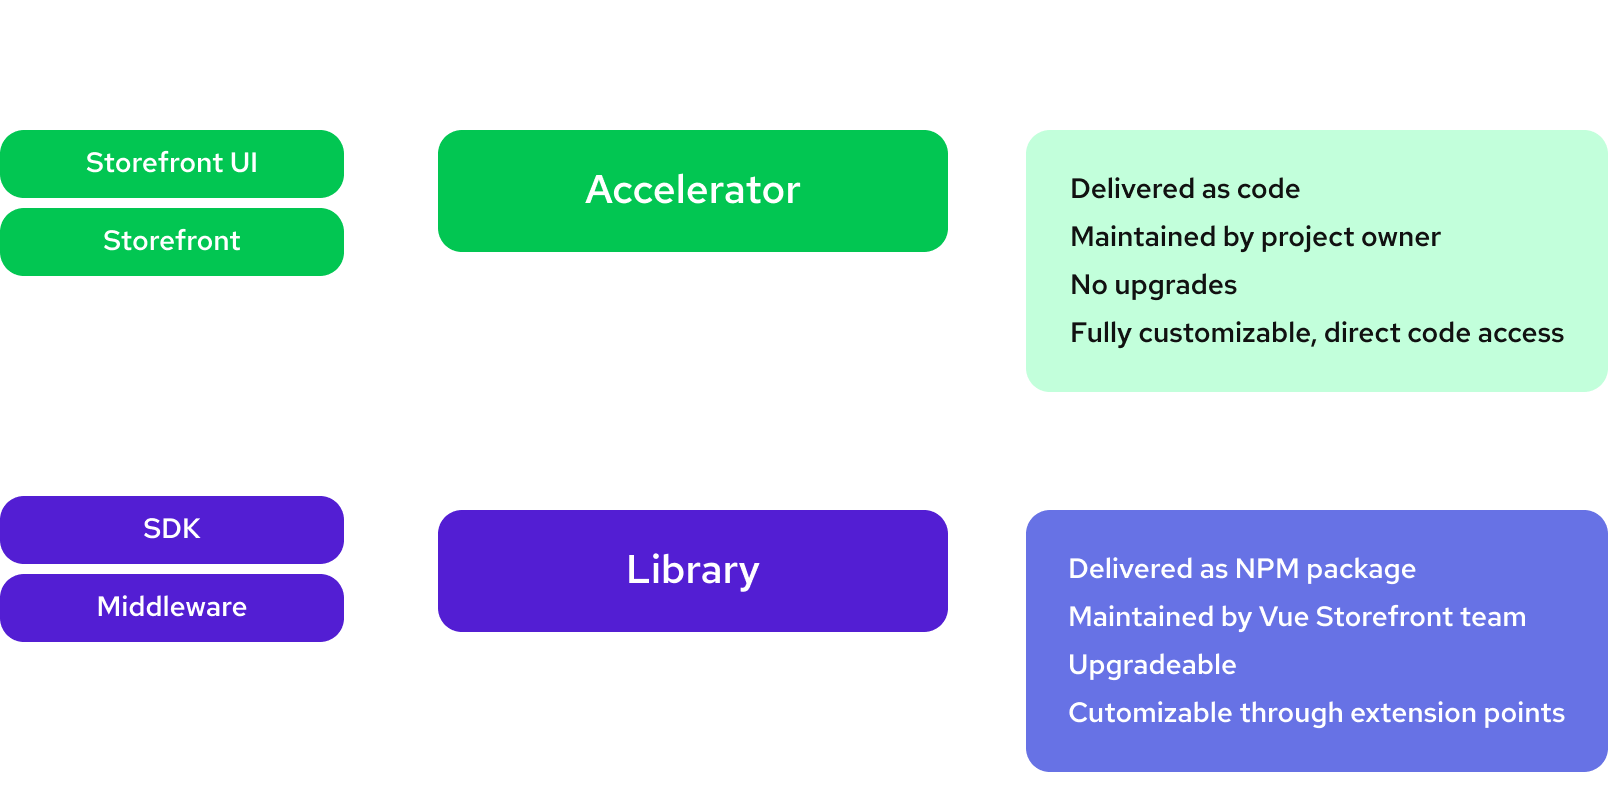 Storefront UI
Storefront
Accelerator
Delivered as code
Maintained by project owner
No upgrades
Fully customizable, direct code access
SDK
Middleware
Library
Delivered as NPM package
Maintained by Vue Storefront team
Upgradeable
Cutomizable through extension points